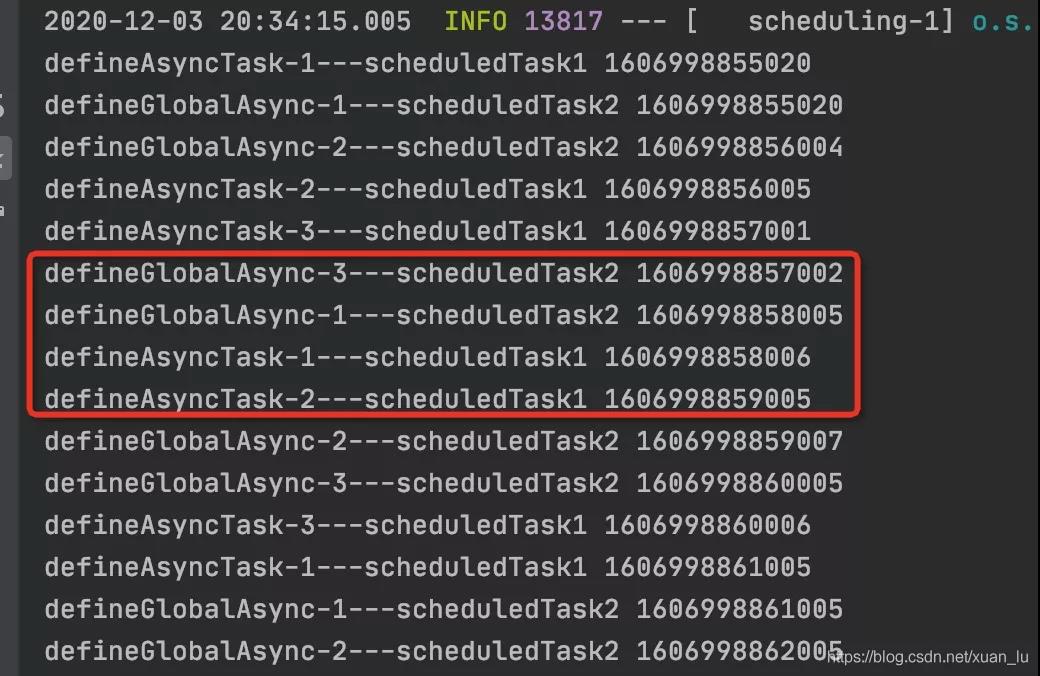 2020-12-03 20:34:15.005  INFO 13817 --- [   scheduling-1] o.s.
defineAsyncTask-1---scheduledTask1 1606998855020
defineGlobalAsync-1---scheduledTask2 1606998855020
defineGlobalAsync-2---scheduledTask2 1606998856004
defineAsyncTask-2---scheduledTask1 1606998856005
defineAsyncTask-3---scheduledTask1 1606998857001
defineGlobalAsync-3---scheduledTask2 1606998857002
defineGlobalAsync-1---scheduledTask2 1606998858005
defineAsyncTask-1---scheduledTask1 1606998858006
defineAsyncTask-2---scheduledTask1 1606998859005
defineGlobalAsync-2---scheduledTask2 1606998859007
defineGlobalAsync-3---scheduledTask2 1606998860005
defineAsyncTask-3---scheduledTask1 1606998860006
defineAsyncTask-1---scheduledTask1 1606998861005
defineGlobalAsync-1---scheduledTask2 1606998861005
defineGlobalAsync-2---scheduledTask2 1606998862005
https://blog.csdn.net/xuan_lu